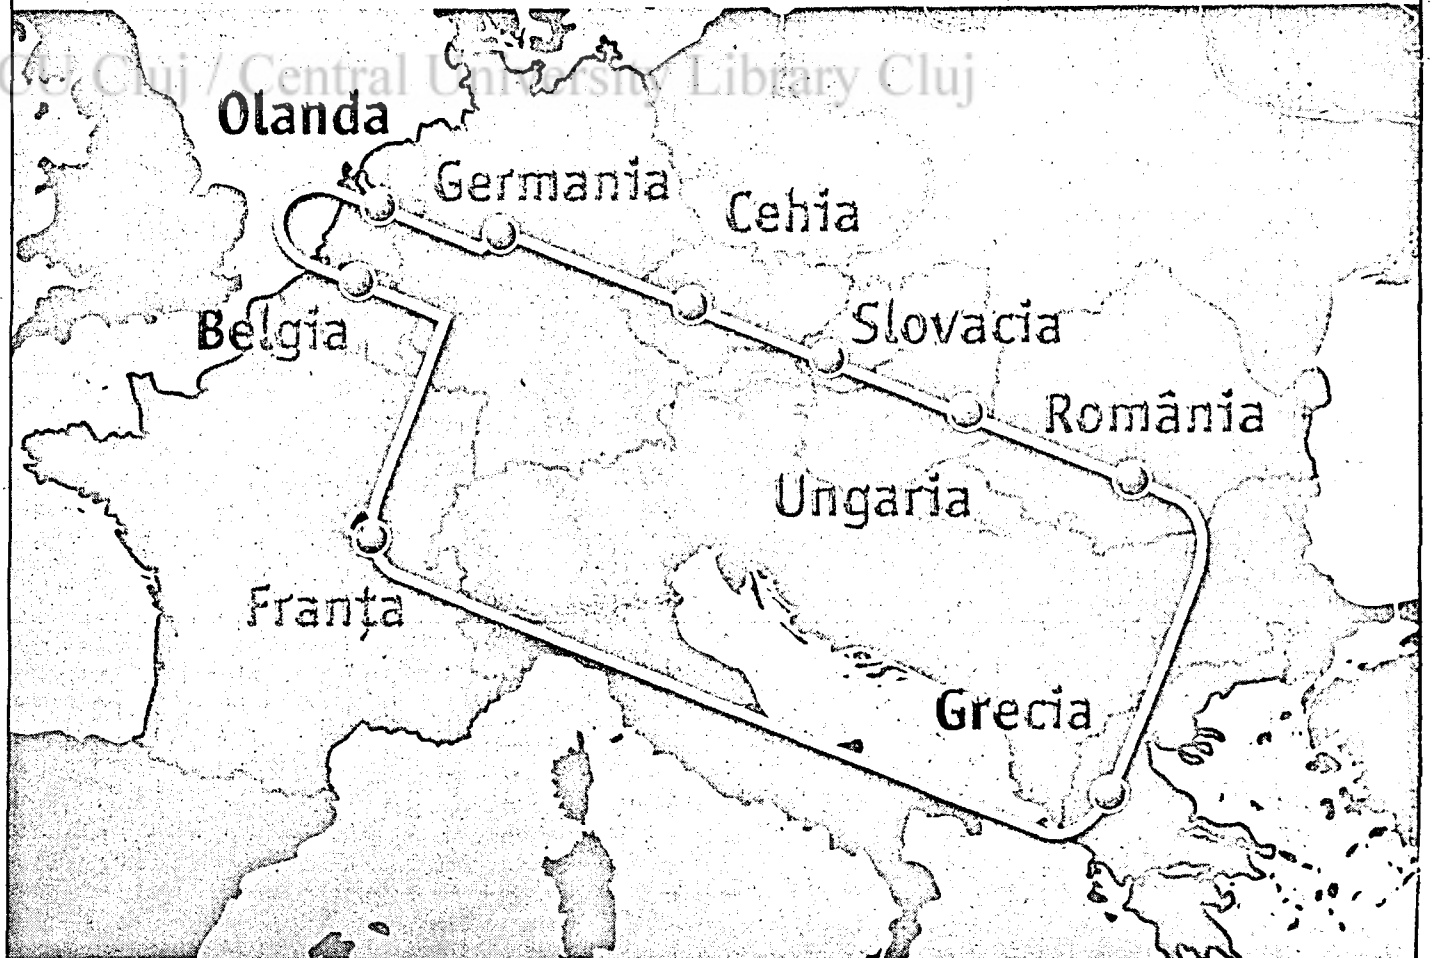 BCU Cluj / Central University Library Cluj
Olanda
Germania
Cehia
Belgia
Slovacia
România
Ungaria
Franța
Grecia